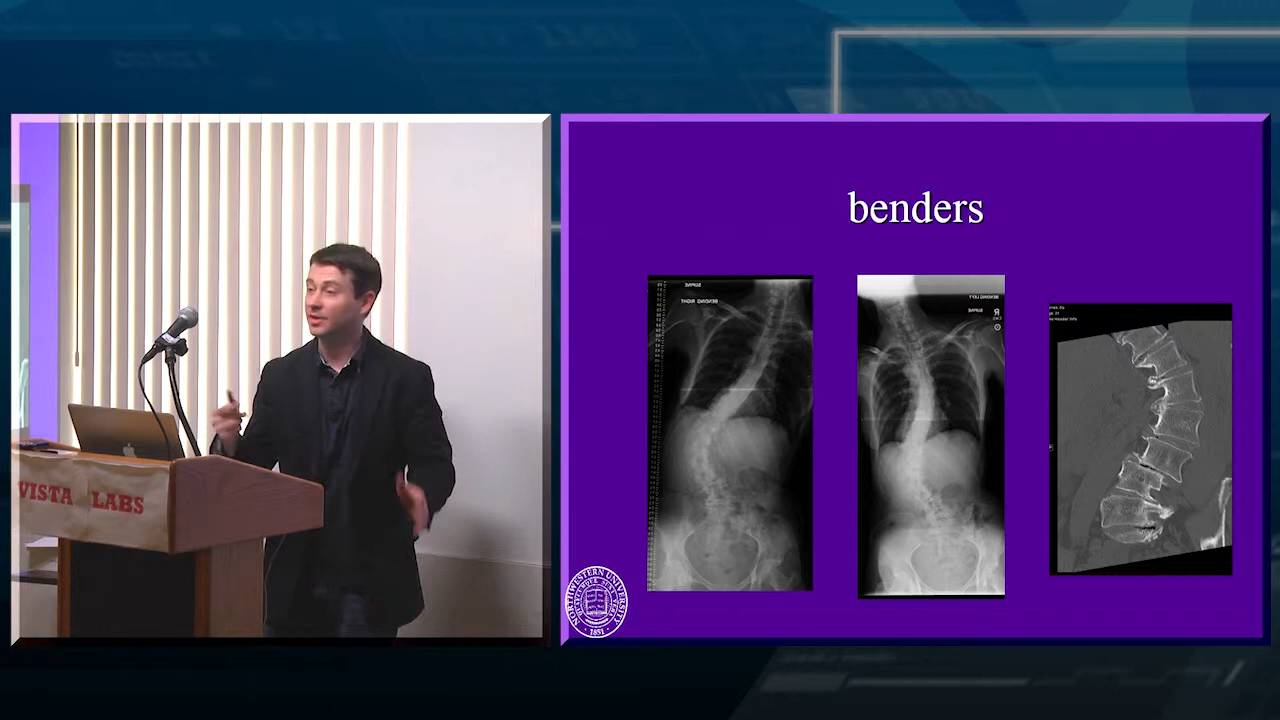 benders
SUPINE
BENDING RIGHT
BENDING LEFT
SUPINE
R
VISTA LABS
NORTHWESTERN UNIVERSITY
1851